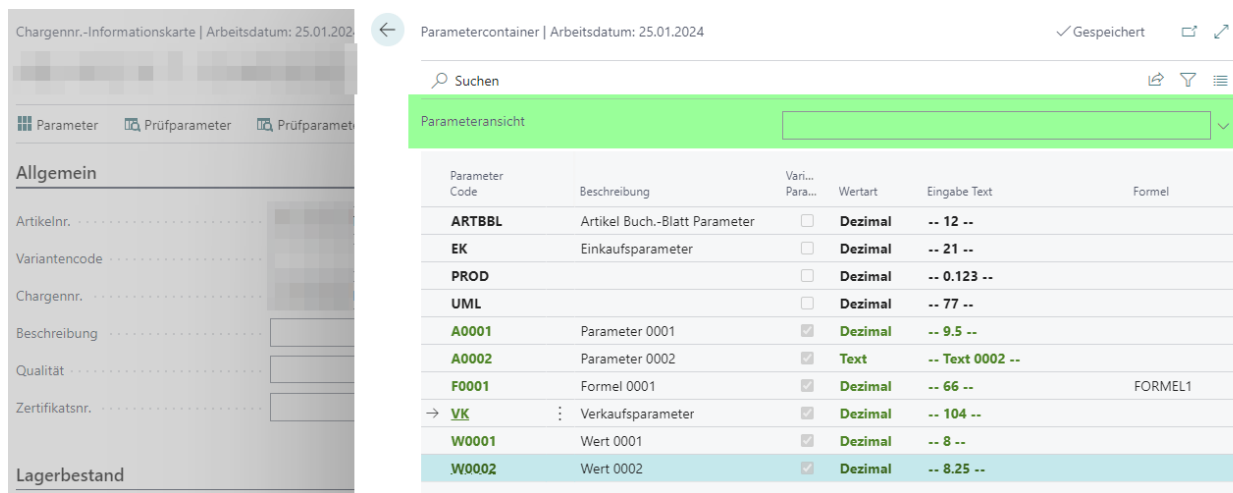 Chargennr.-Informationskarte | Arbeitsdatum: 25.01.202
Parameter Prüfparameter Prüfparamet
Allgemein
Artikelnr.
Variantencode
Chargennr.
Beschreibung
Qualität
Zertifikatsnr.
Lagerbestand
Parametercontainer | Arbeitsdatum: 25.01.2024 Gespeichert
Suchen
Parameteransicht
Parameter Code Beschreibung Vari... Para... Wertart Eingabe Text Formel
ARTBBL Artikel Buch.-Blatt Parameter Dezimal -- 12 --
EK Einkaufsparameter Dezimal -- 21 --
PROD Dezimal -- 0.123 --
UML Dezimal -- 77 --
A0001 Parameter 0001 Dezimal -- 9.5 --
A0002 Parameter 0002 Text -- Text 0002 --
F0001 Formel 0001 Dezimal -- 66 -- FORMEL1
VK Verkaufsparameter Dezimal -- 104 --
W0001 Wert 0001 Dezimal -- 8 --
W0002 Wert 0002 Dezimal -- 8.25 --